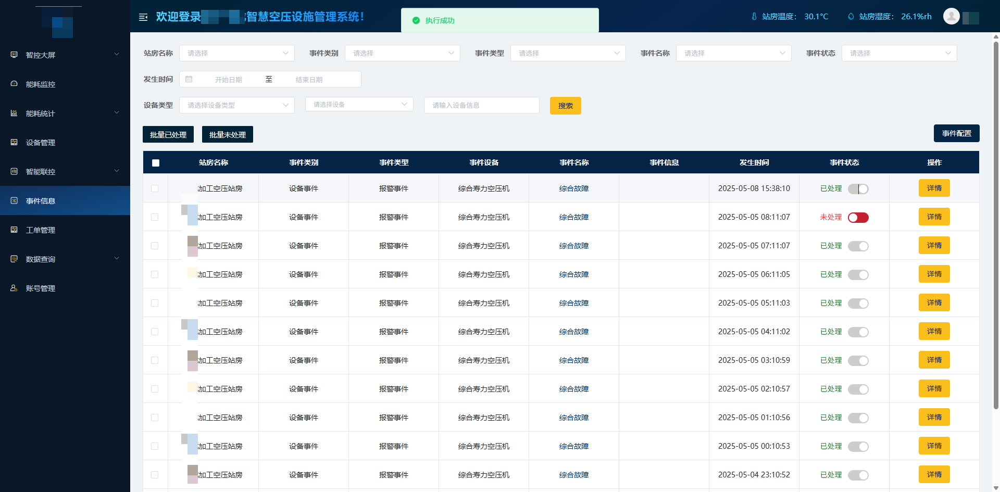 欢迎登录
智慧空压设施管理系统!
执行成功
站房温度： 30.1°C
站房湿度： 26.1%rh
智控大屏
能耗监控
能耗统计
设备管理
智能联控
事件信息
工单管理
数据查询
账号管理
站房名称 请选择 事件类别 请选择 事件类型 请选择 事件名称 请选择 事件状态 请选择
发生时间 开始日期 至 结束日期
设备类型 请选择设备类型 请选择设备 请输入设备信息 搜索
批量已处理 批量未处理 事件配置
站房名称 事件类别 事件类型 事件设备 事件名称 事件信息 发生时间 事件状态 操作
加工空压站房 设备事件 报警事件 综合寿力空压机 综合故障 2025-05-08 15:38:10 已处理 详情
加工空压站房 设备事件 报警事件 综合寿力空压机 综合故障 2025-05-05 08:11:07 未处理 详情
加工空压站房 设备事件 报警事件 综合寿力空压机 综合故障 2025-05-05 07:11:07 已处理 详情
加工空压站房 设备事件 报警事件 综合寿力空压机 综合故障 2025-05-05 06:11:05 已处理 详情
加工空压站房 设备事件 报警事件 综合寿力空压机 综合故障 2025-05-05 05:11:03 已处理 详情
加工空压站房 设备事件 报警事件 综合寿力空压机 综合故障 2025-05-05 04:11:02 已处理 详情
加工空压站房 设备事件 报警事件 综合寿力空压机 综合故障 2025-05-05 03:10:59 已处理 详情
加工空压站房 设备事件 报警事件 综合寿力空压机 综合故障 2025-05-05 02:10:57 已处理 详情
加工空压站房 设备事件 报警事件 综合寿力空压机 综合故障 2025-05-05 01:10:56 已处理 详情
加工空压站房 设备事件 报警事件 综合寿力空压机 综合故障 2025-05-05 00:10:53 已处理 详情
加工空压站房 设备事件 报警事件 综合寿力空压机 综合故障 2025-05-04 23:10:52 已处理 详情